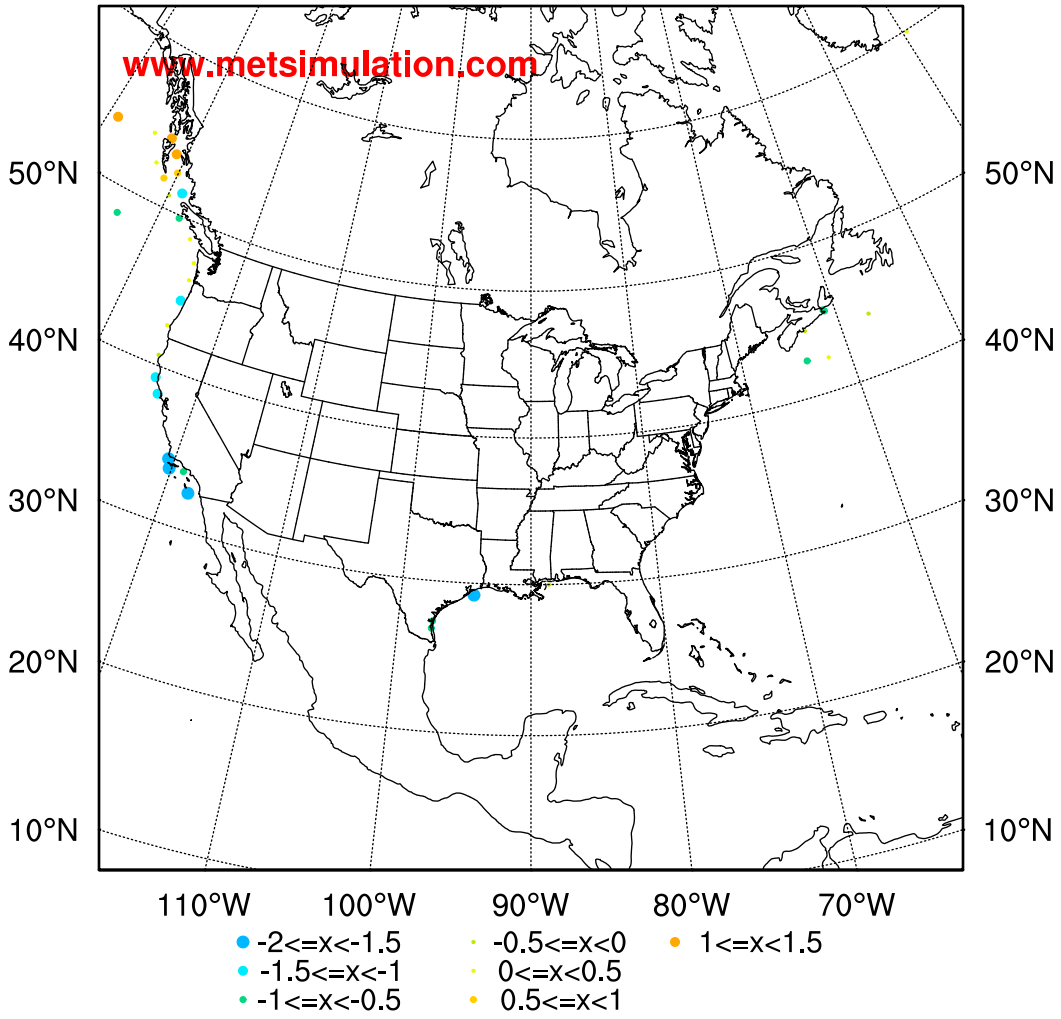 www.metsimulation.com
50°N 50°N
40°N 40°N
30°N 30°N
20°N 20°N
10°N 10°N
110°W 100°W 90°W 80°W 70°W
-2<=x<-1.5 -0.5<=x<0 1<=x<1.5
-1.5<=x<-1 0<=x<0.5
-1<=x<-0.5 0.5<=x<1